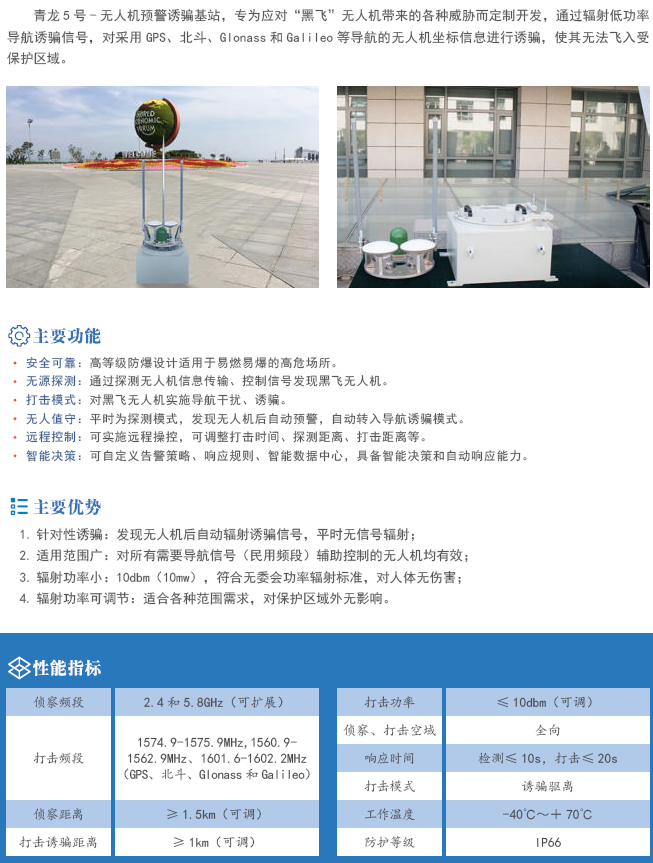 青龙 5 号 - 无人机预警诱骗基站，专为应对“黑飞”无人机带来的各种威胁而定制开发，通过辐射低功率
导航诱骗信号，对采用 GPS、北斗、Glonass 和 Galileo 等导航的无人机坐标信息进行诱骗，使其无法飞入受
保护区域。
WORLD
ECONOMIC
FORUM
WELCOME
主要功能
• 安全可靠：高等级防爆设计适用于易燃易爆的高危场所。
• 无源探测：通过探测无人机信息传输、控制信号发现黑飞无人机。
• 打击模式：对黑飞无人机实施导航干扰、诱骗。
• 无人值守：平时为探测模式，发现无人机后自动预警，自动转入导航诱骗模式。
• 远程控制：可实施远程操控，可调整打击时间、探测距离、打击距离等。
• 智能决策：可自定义告警策略、响应规则、智能数据中心，具备智能决策和自动响应能力。
主要优势
1. 针对性诱骗：发现无人机后自动辐射诱骗信号，平时无信号辐射；
2. 适用范围广：对所有需要导航信号（民用频段）辅助控制的无人机均有效；
3. 辐射功率小：10dbm（10mw），符合无委会功率辐射标准，对人体无伤害；
4. 辐射功率可调节：适合各种范围需求，对保护区域外无影响。
性能指标
侦察频段 2.4 和 5.8GHz（可扩展）
打击频段 1574.9-1575.9MHz,1560.9-
1562.9MHz、1601.6-1602.2MHz
（GPS、北斗、Glonass 和 Galileo）
侦察距离 ≥ 1.5km（可调）
打击诱骗距离 ≥ 1km（可调）
打击功率 ≤ 10dbm（可调）
侦察、打击空域 全向
响应时间 检测≤ 10s，打击≤ 20s
打击模式 诱骗驱离
工作温度 -40℃～＋ 70℃
防护等级 IP66